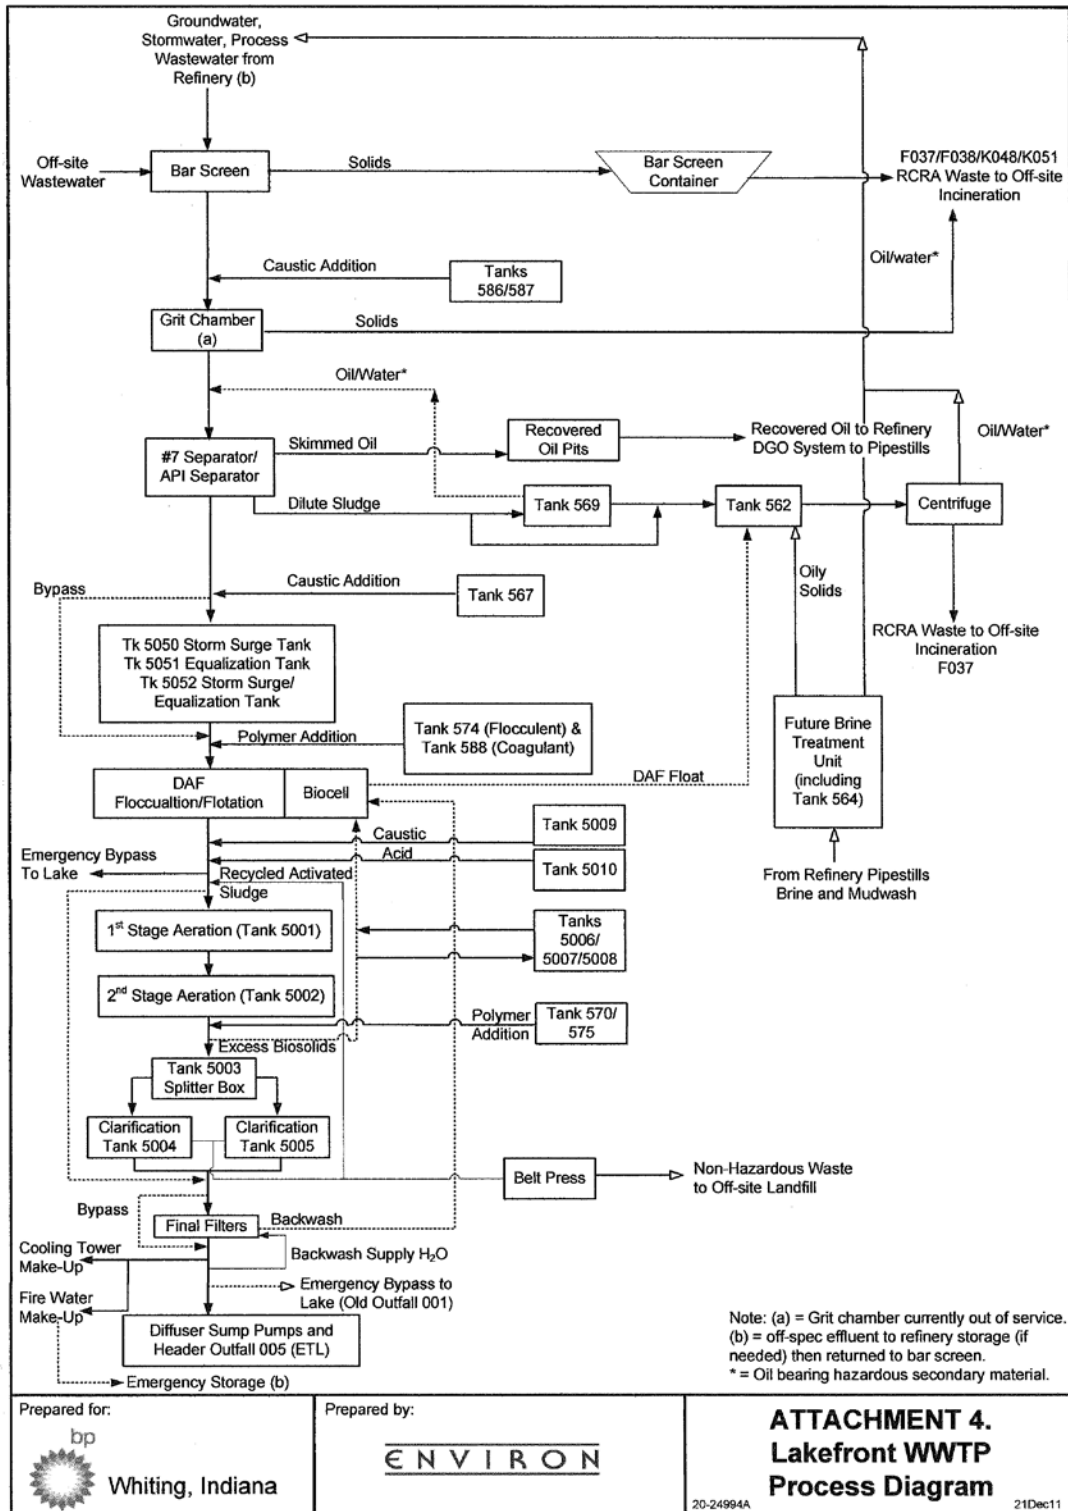 Groundwater,
Stormwater, Process
Wastewater from
Refinery (b)
Off-site
Wastewater
Bar Screen
Solids
Bar Screen
Container
F037/F038/K048/K051
RCRA Waste to Off-site
Incineration
Oil/water*
Caustic Addition
Tanks
586/587
Grit Chamber
(a)
Solids
Oil/Water*
#7 Separator/
API Separator
Skimmed Oil
Recovered
Oil Pits
Recovered Oil to Refinery
DGO System to Pipestills
Oil/Water*
Dilute Sludge
Tank 569
Tank 562
Centrifuge
Oily
Solids
Bypass
Caustic Addition
Tank 567
RCRA Waste to Off-site
Incineration
F037
Tk 5050 Storm Surge Tank
Tk 5051 Equalization Tank
Tk 5052 Storm Surge/
Equalization Tank
Polymer Addition
Tank 574 (Flocculent) &
Tank 588 (Coagulant)
Future Brine
Treatment
Unit
(including
Tank 564)
DAF
Floccualtion/Flotation
Biocell
DAF Float
Caustic
Tank 5009
Acid
Tank 5010
Emergency Bypass
To Lake
Recycled Activated
Sludge
From Refinery Pipestills
Brine and Mudwash
1st Stage Aeration (Tank 5001)
Tanks
5006/
5007/5008
2nd Stage Aeration (Tank 5002)
Polymer
Addition
Tank 570/
575
Excess Biosolids
Tank 5003
Splitter Box
Clarification
Tank 5004
Clarification
Tank 5005
Belt Press
Non-Hazardous Waste
to Off-site Landfill
Bypass
Final Filters
Backwash
Cooling Tower
Make-Up
Backwash Supply H2O
Fire Water
Make-Up
Emergency Bypass to
Lake (Old Outfall 001)
Diffuser Sump Pumps and
Header Outfall 005 (ETL)
Emergency Storage (b)
Note: (a) = Grit chamber currently out of service.
(b) = off-spec effluent to refinery storage (if
needed) then returned to bar screen.
* = Oil bearing hazardous secondary material.
Prepared for:
bp
Whiting, Indiana
Prepared by:
ENVIRON
ATTACHMENT 4.
Lakefront WWTP
Process Diagram
20-24994A
21Dec11